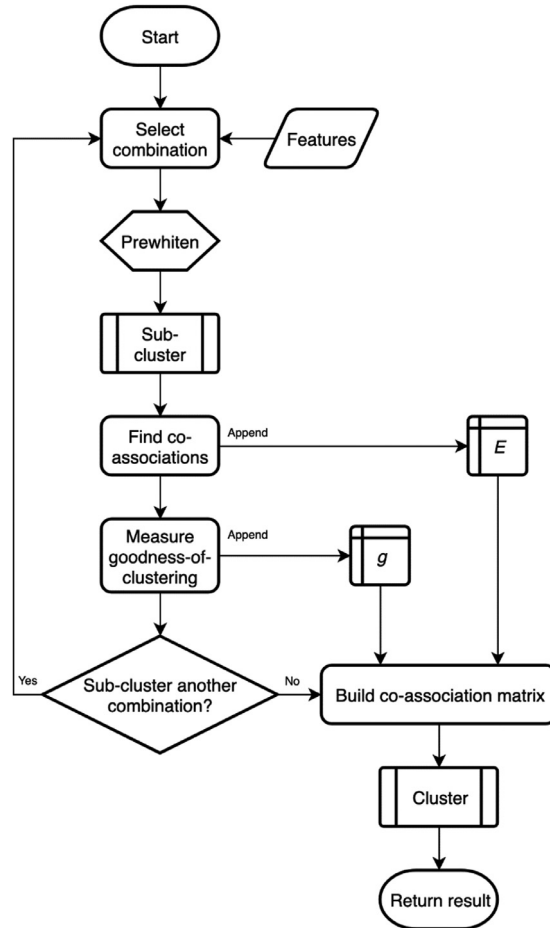 Start
Select
combination
Features
Prewhiten
Sub-
cluster
Find co-
associations
Append
E
Measure
goodness-of-
clustering
Append
g
Yes
Sub-cluster another
combination?
No
Build co-association matrix
Cluster
Return result